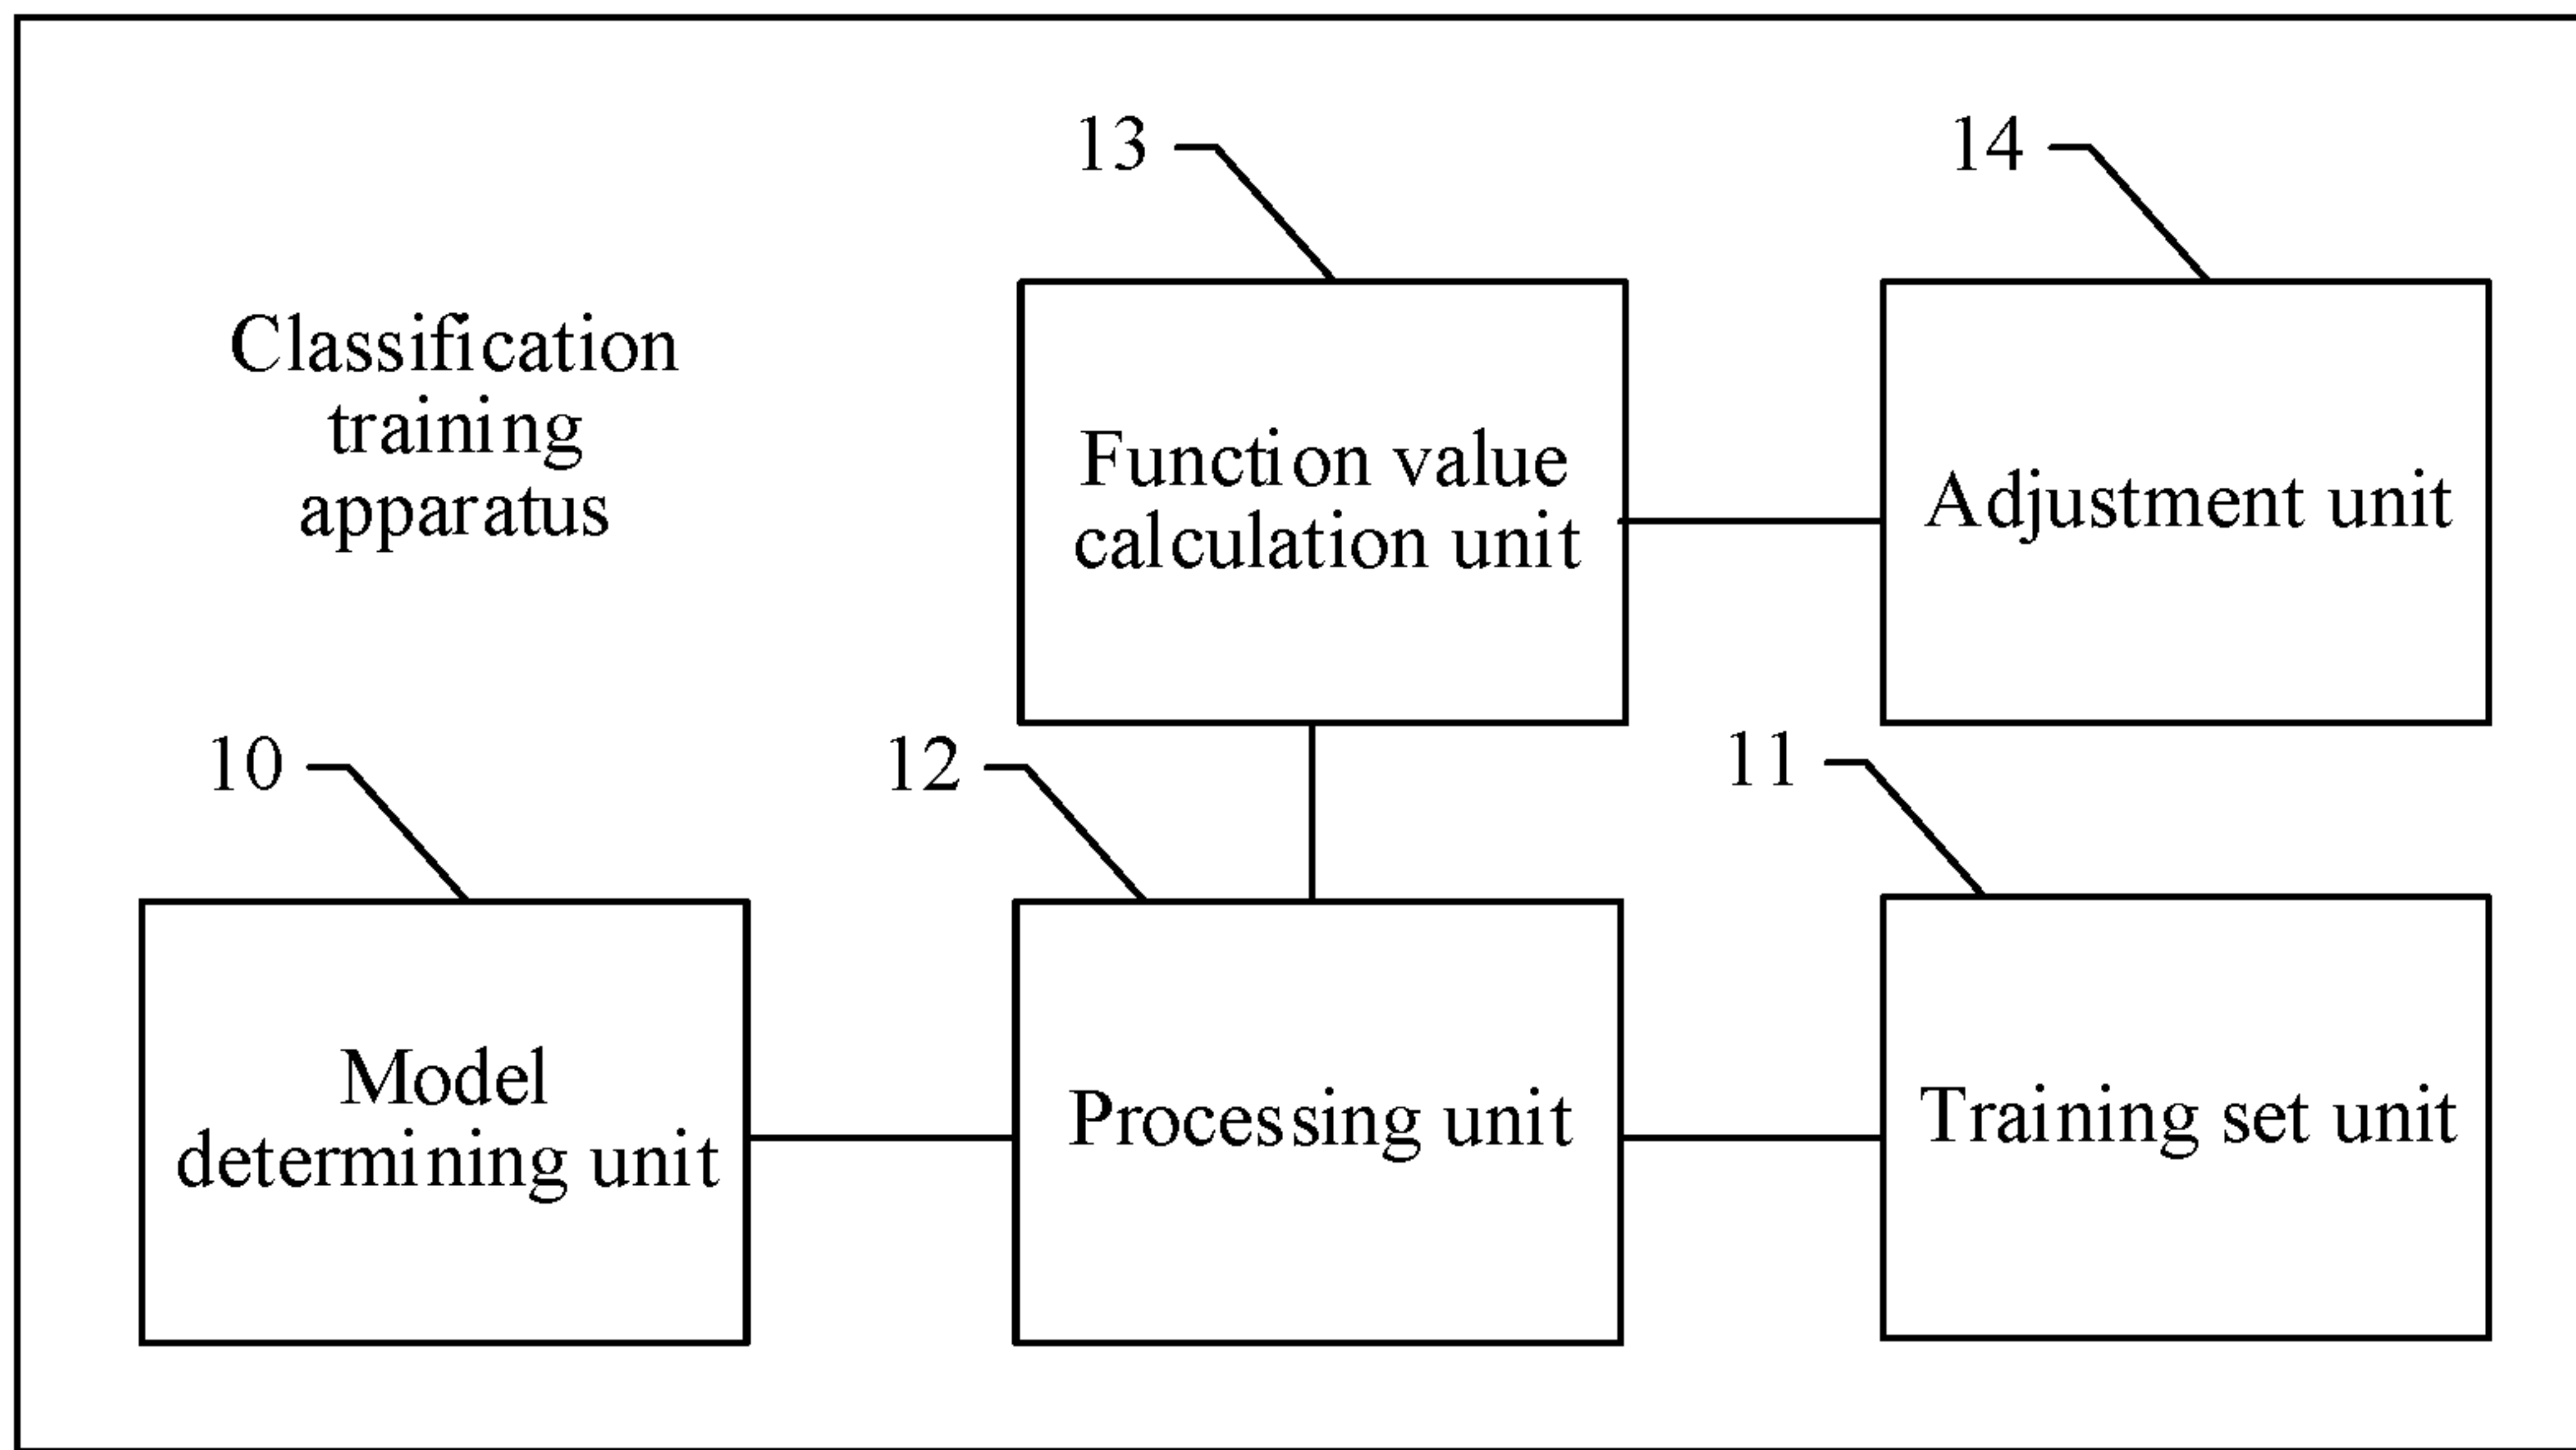 13
14
Classification
training
apparatus
Function value
calculation unit
Adjustment unit
10
12
11
Model
determining unit
Processing unit
Training set unit